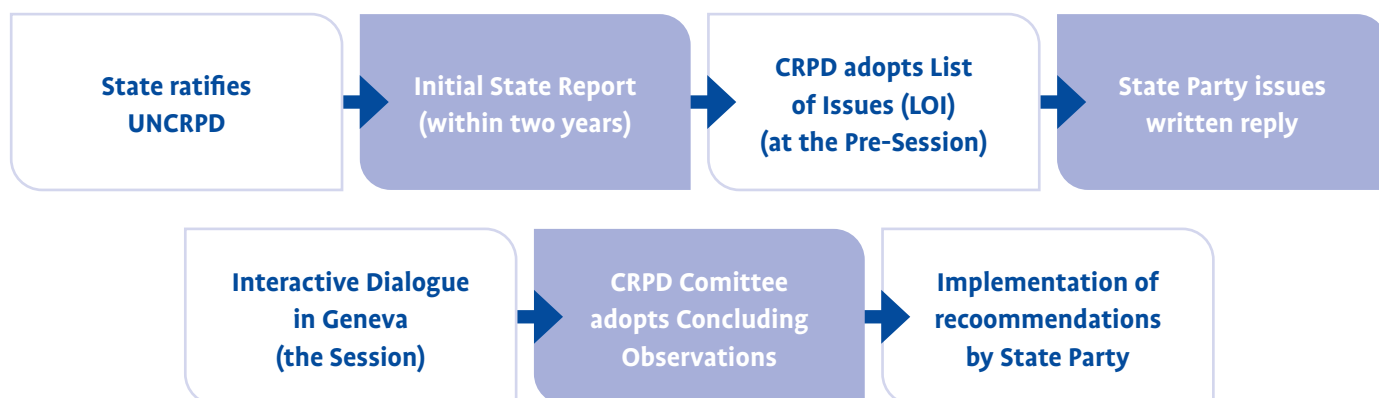 State ratifies
UNCRPD
Initial State Report
(within two years)
CRPD adopts List
of Issues (LOI)
(at the Pre-Session)
State Party issues
written reply
Interactive Dialogue
in Geneva
(the Session)
CRPD Comittee
adopts Concluding
Observations
Implementation of
recoommendations
by State Party